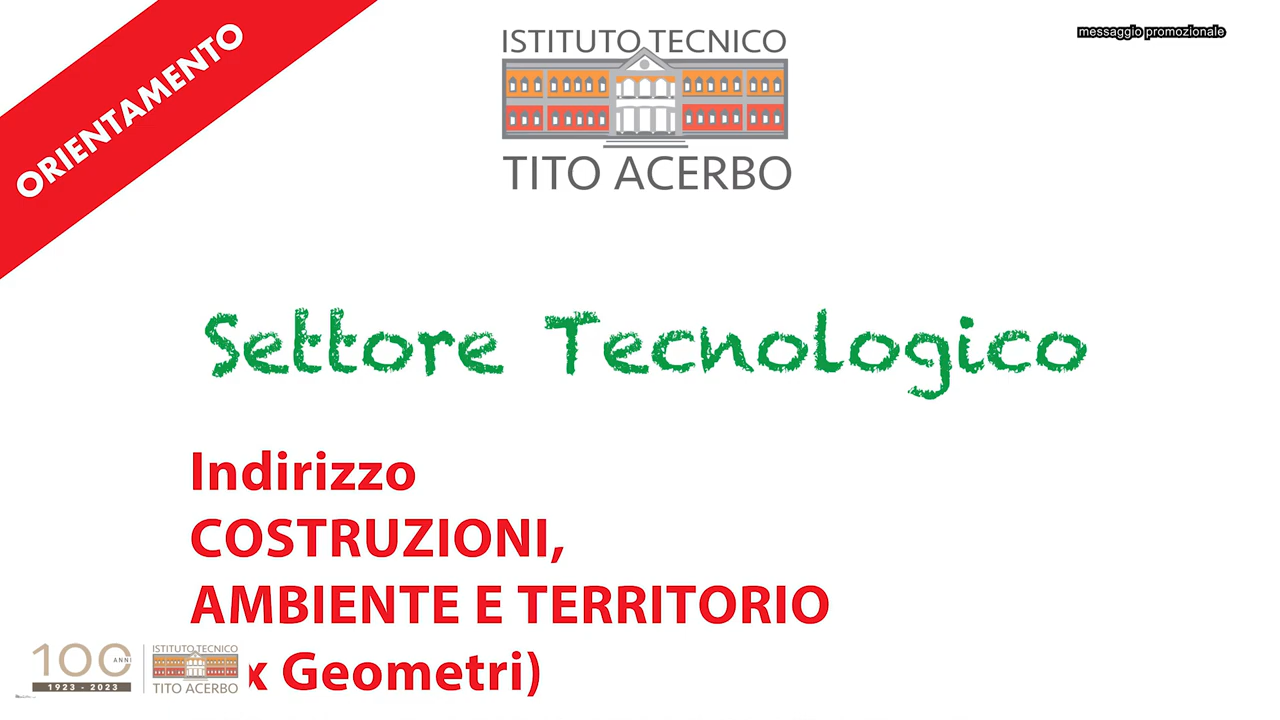 ORIENTAMENTO
ISTITUTO TECNICO
TITO ACERBO
messaggio promozionale
Settore Tecnologico
Indirizzo
COSTRUZIONI,
AMBIENTE E TERRITORIO
x Geometri)
100 ANNI
1923 - 2023
ISTITUTO TECNICO
TITO ACERBO